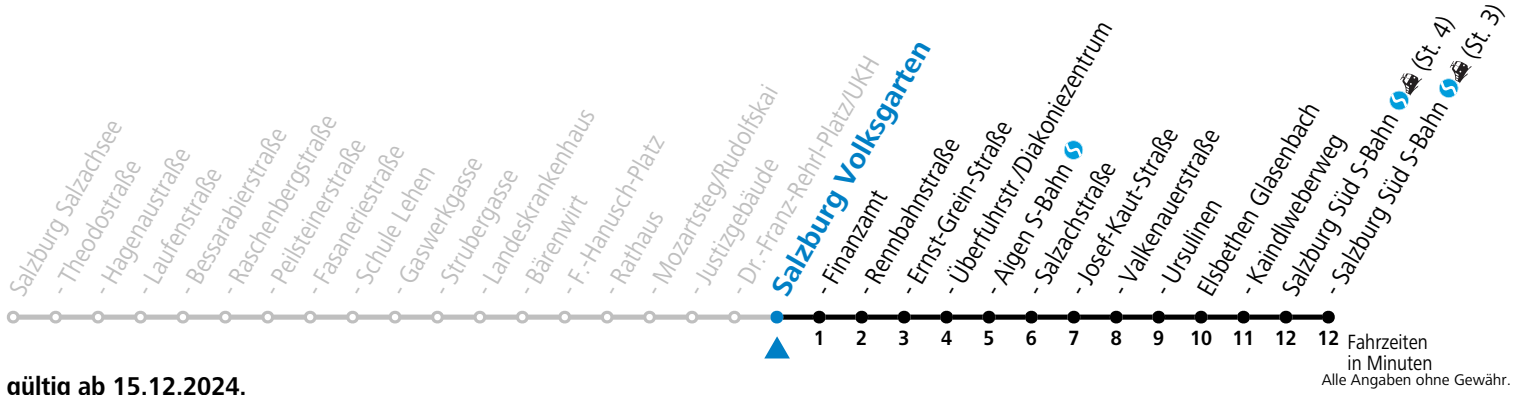 Salzburg Salzachsee
- Theodostraße
- Hagenaustraße
- Laufenstraße
- Bessarabierstraße
- Raschenbergstraße
- Peilsteinerstraße
- Fasaneriestraße
- Schule Lehen
- Gaswerkgasse
- Strubergasse
- Landeskrankenhaus
- Bärenwirt
- F.-Hanusch-Platz
- Rathaus
- Mozartsteg/Rudolfskai
- Justizgebäude
- Dr.-Franz-Rehrl-Platz/UKH
Salzburg Volksgarten
- Finanzamt
- Rennbahnstraße
- Ernst-Grein-Straße
- Überfuhrstr./Diakoniezentrum
- Aigen S-Bahn
- Salzachstraße
- Josef-Kaut-Straße
- Valkenauerstraße
- Ursulinen
Elsbethen Glasenbach
- Kaindlweberweg
Salzburg Süd S-Bahn (St. 4)
- Salzburg Süd S-Bahn (St. 3)
1 2 3 4 5 6 7 8 9 10 11 12 12
Fahrzeiten
in Minuten
Alle Angaben ohne Gewähr.
gültig ab 15.12.2024.